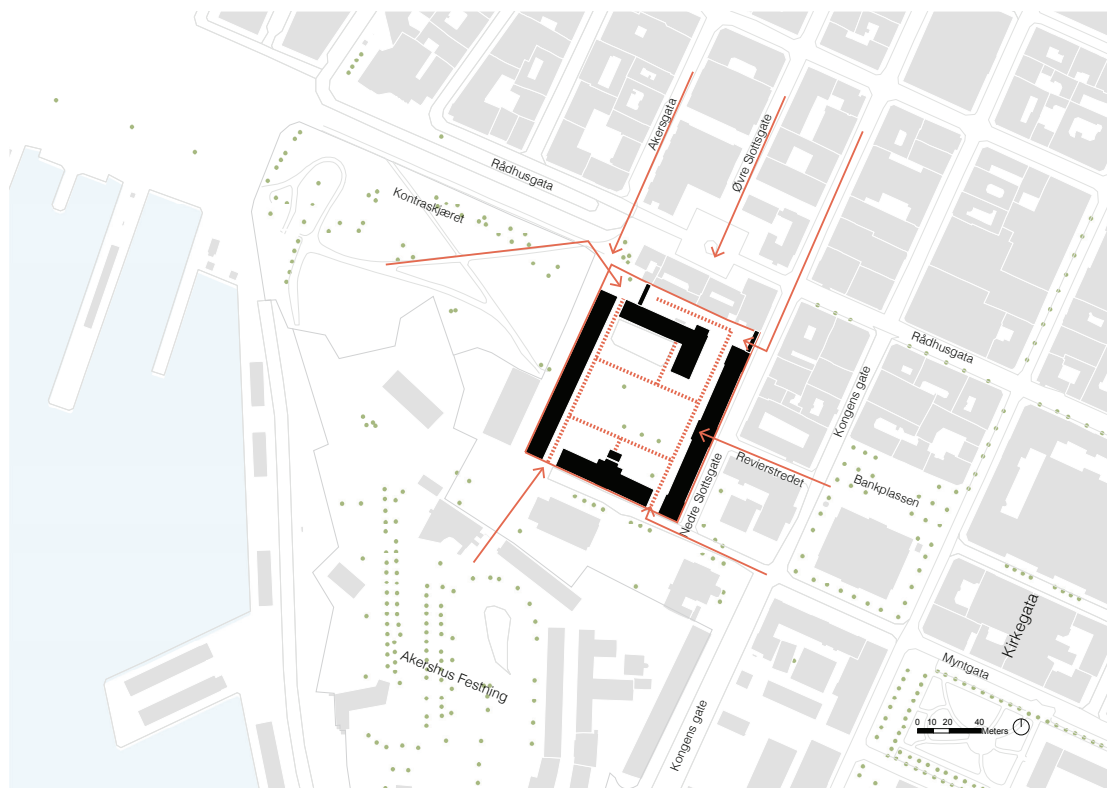 Akersgata
Øvre Slottsgate
Rådhusgata
Kontraskjæret
Rådhusgata
Kongens gate
Revierstredet
Bankplassen
Nedre Slottsgate
Kirkegata
Akershus Festning
Myntgata
Kongens gate
0 10 20 40
Meters